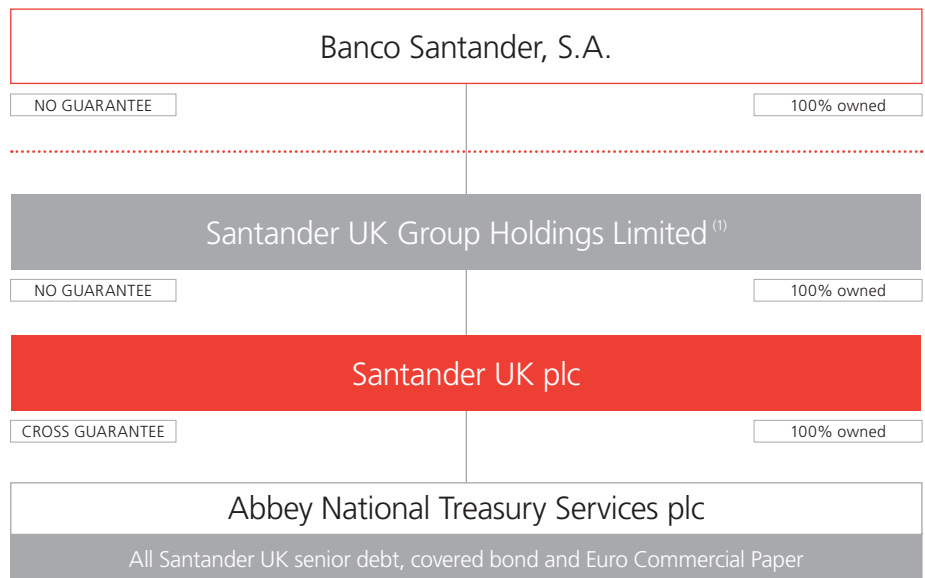 Banco Santander, S.A.
NO GUARANTEE
100% owned
Santander UK Group Holdings Limited (1)
NO GUARANTEE
100% owned
Santander UK plc
CROSS GUARANTEE
100% owned
Abbey National Treasury Services plc
All Santander UK senior debt, covered bond and Euro Commercial Paper